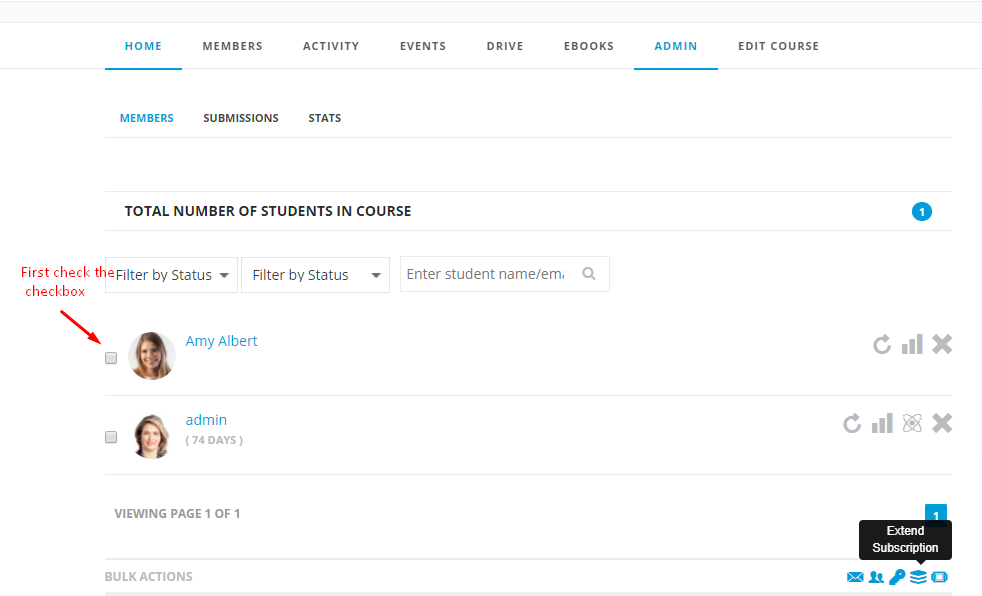 HOME MEMBERS ACTIVITY EVENTS DRIVE EBOOKS ADMIN EDIT COURSE
MEMBERS SUBMISSIONS STATS
TOTAL NUMBER OF STUDENTS IN COURSE 1
First check the
checkbox
Filter by Status Filter by Status Enter student name/ema
Amy Albert
admin
( 74 DAYS )
VIEWING PAGE 1 OF 1 1
Extend
Subscription
BULK ACTIONS